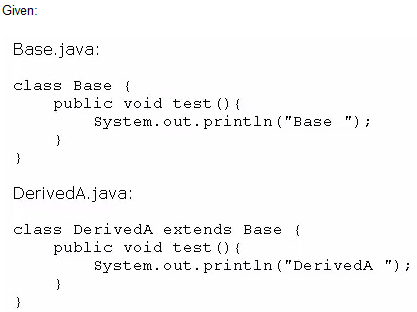 Given:
Base.java:
class Base {
    public void test(){
        System.out.println("Base ");
    }
}
DerivedA.java:
class DerivedA extends Base {
    public void test(){
        System.out.println("DerivedA ");
    }
}